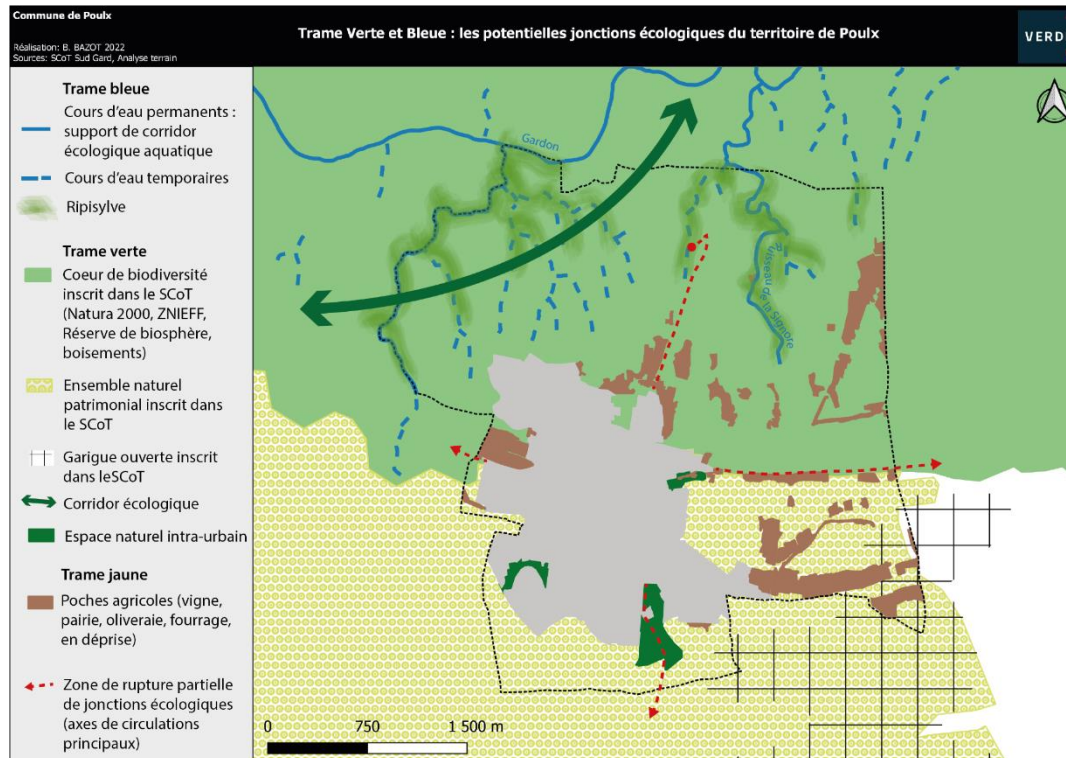 Commune de Poulx
Réalisation: B. BAZOT 2022
Sources: SCoT Sud Gard, Analyse terrain
Trame Verte et Bleue : les potentielles jonctions écologiques du territoire de Poulx
VERDI
Trame bleue
Cours d'eau permanents :
support de corridor
écologique aquatique
Cours d'eau temporaires
Ripisylve
Trame verte
Coeur de biodiversité
inscrit dans le SCoT
(Natura 2000, ZNIEFF,
Réserve de biosphère,
boisements)
Ensemble naturel
patrimonial inscrit dans
le SCoT
Garigue ouverte inscrit
dans leSCoT
Corridor écologique
Espace naturel intra-urbain
Trame jaune
Poches agricoles (vigne,
pairie, oliveraie, fourrage,
en déprise)
Zone de rupture partielle
de jonctions écologiques
(axes de circulations
principaux)
Gardon
Ruisseau de la Signore
0 750 1 500 m